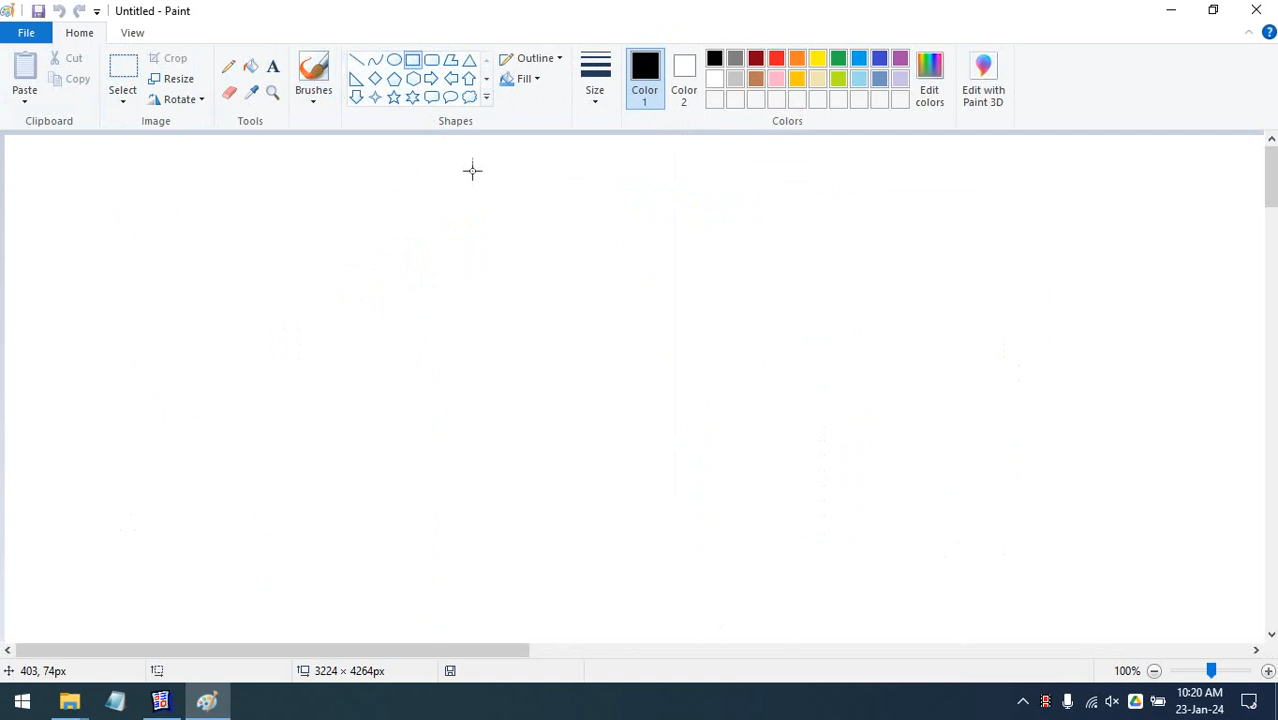 Untitled - Paint
File Home View
Paste
Cut
Copy
Clipboard
Select
Crop
Resize
Rotate
Image
A
Tools
Brushes
Shapes
Outline
Fill
Size
Color 1
Color 2
Colors
Edit colors
Edit with Paint 3D
403, 74px
3224 × 4264px
100%
10:20 AM
23-Jan-24